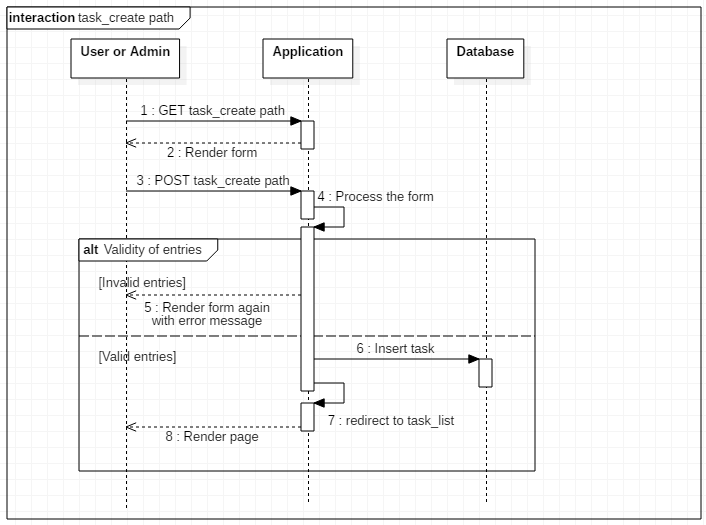 interaction task_create path
User or Admin
Application
Database
1 : GET task_create path
2 : Render form
3 : POST task_create path
4 : Process the form
alt Validity of entries
[Invalid entries]
5 : Render form again
with error message
6 : Insert task
[Valid entries]
7 : redirect to task_list
8 : Render page